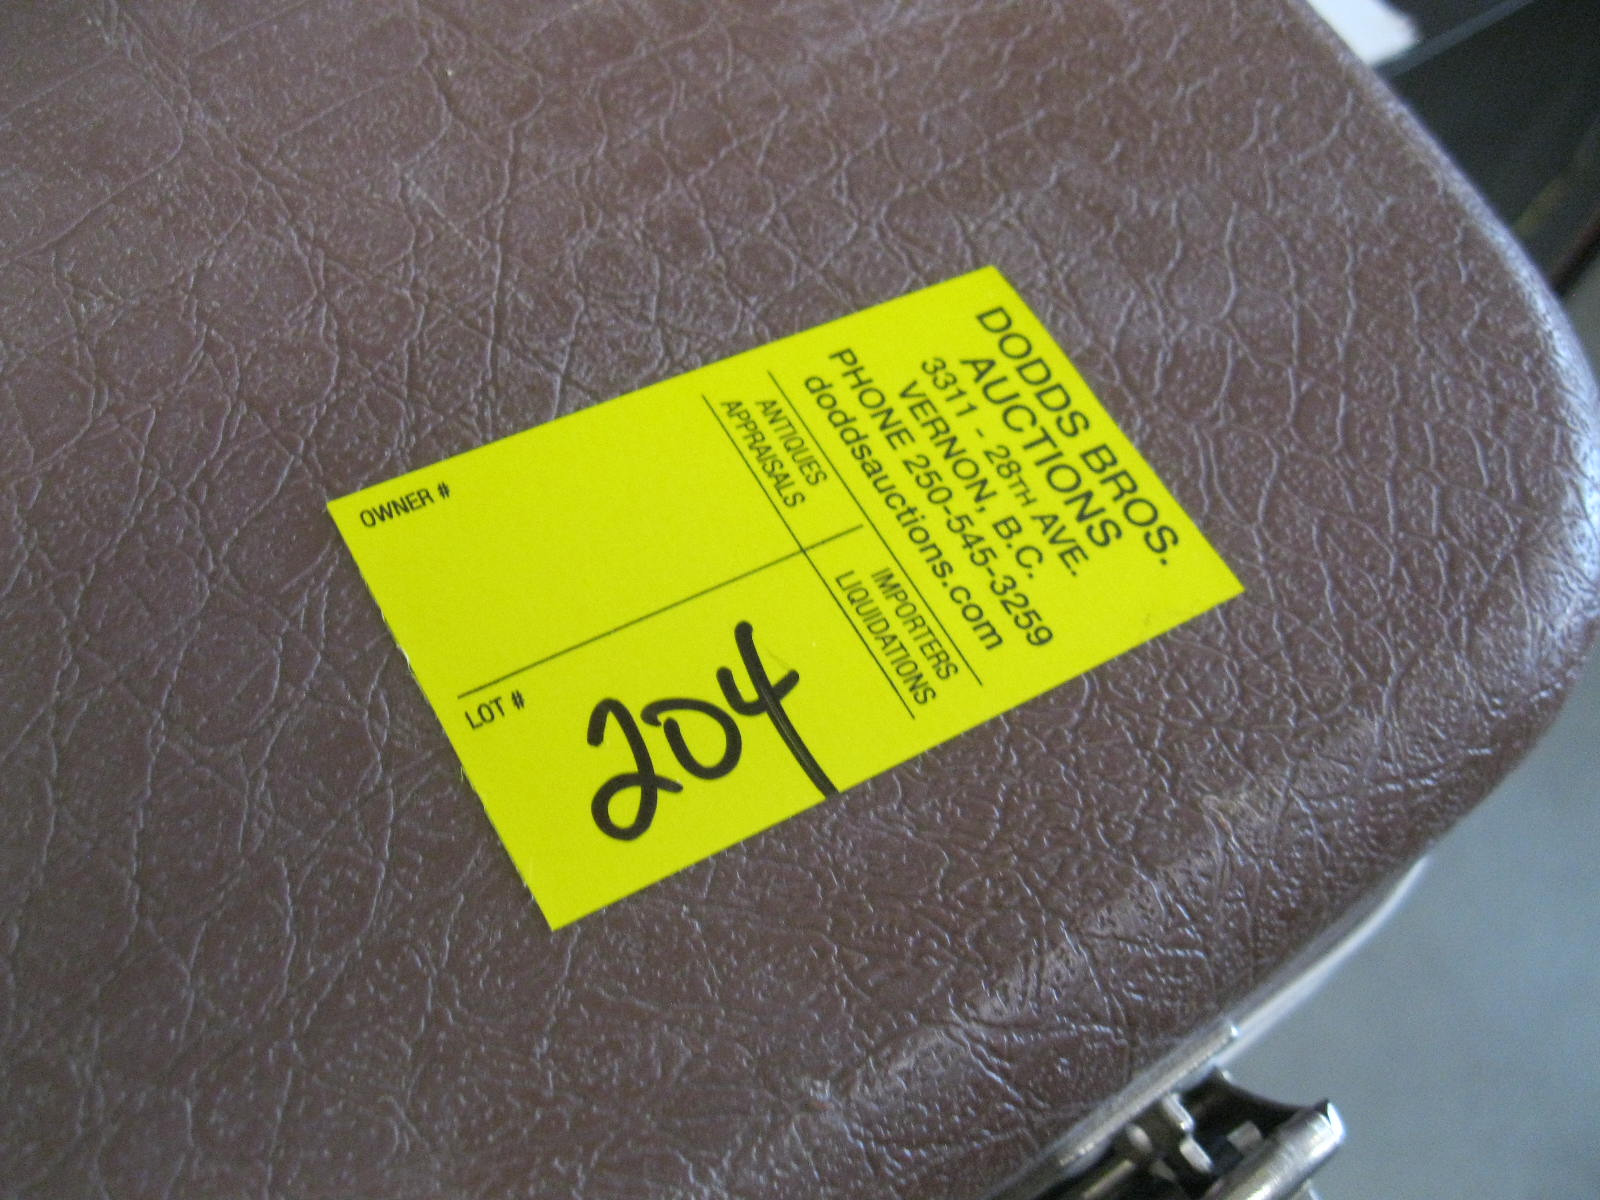 DODDS BROS.
AUCTIONS
3311 - 28TH AVE.
VERNON, B.C.
PHONE 250-545-3259
doddsauctions.com
ANTIQUES IMPORTERS
APPRAISALS LIQUIDATIONS
OWNER #
LOT #
204